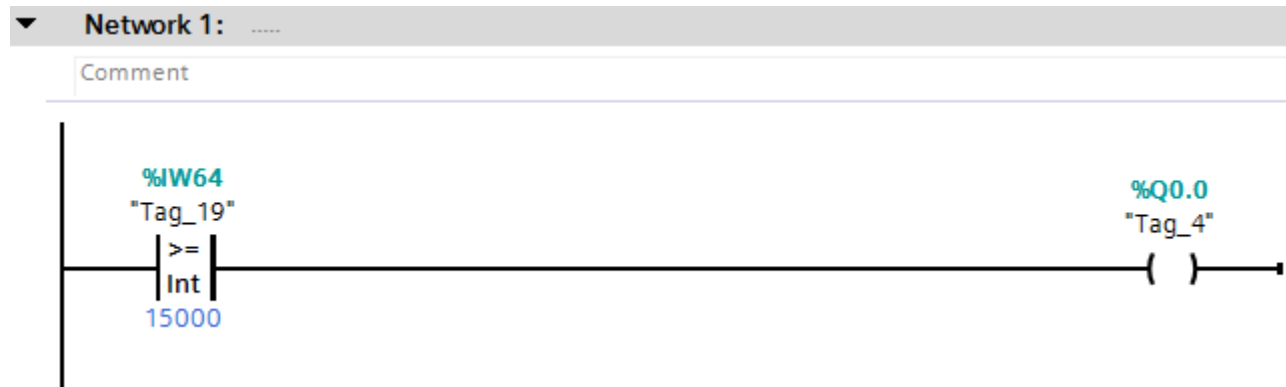 Network 1: .....
Comment
%IW64
"Tag_19"
>=
Int
15000
%Q0.0
"Tag_4"